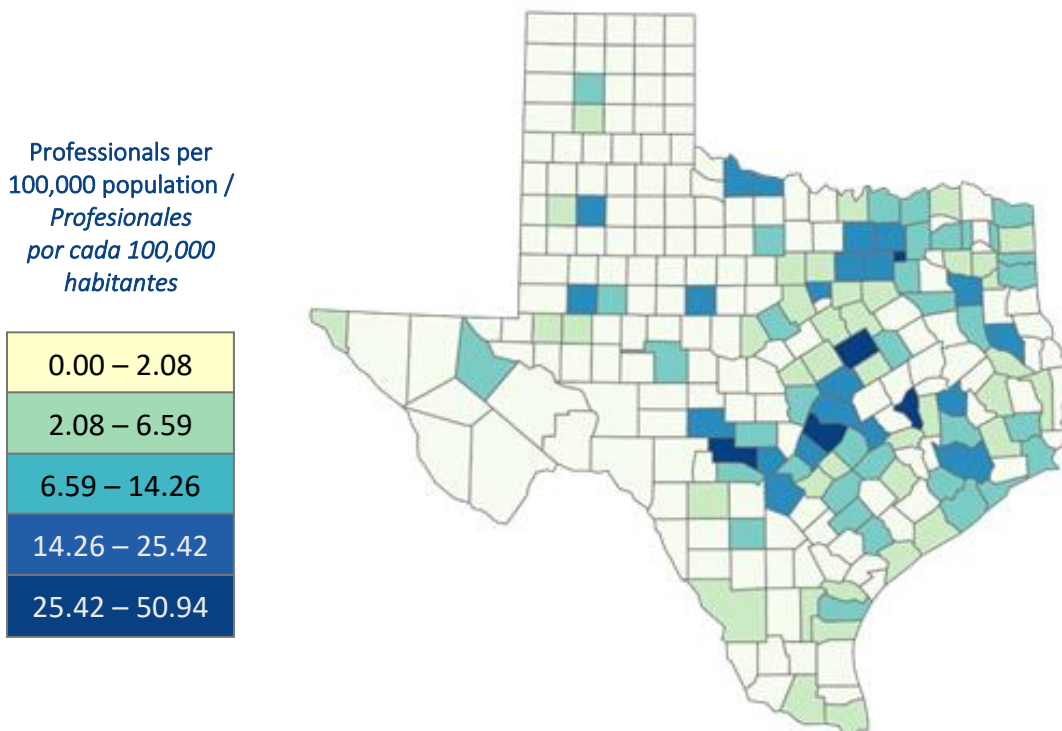 Professionals per
100,000 population /
Profesionales
por cada 100,000
habitantes
0.00 – 2.08
2.08 – 6.59
6.59 – 14.26
14.26 – 25.42
25.42 – 50.94